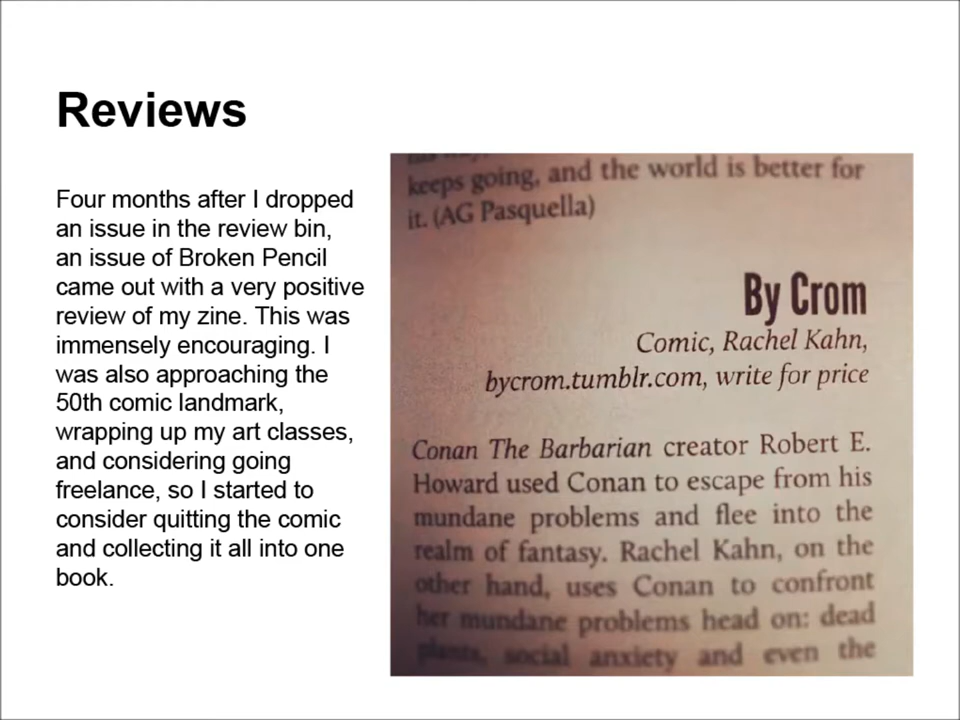 Reviews
Four months after I dropped
an issue in the review bin,
an issue of Broken Pencil
came out with a very positive
review of my zine. This was
immensely encouraging. I
was also approaching the
50th comic landmark,
wrapping up my art classes,
and considering going
freelance, so I started to
consider quitting the comic
and collecting it all into one
book.
keeps going, and the world is better for
it. (AG Pasquella)
By Crom
Comic, Rachel Kahn,
bycrom.tumblr.com, write for price
Conan The Barbarian creator Robert E.
Howard used Conan to escape from his
mundane problems and flee into the
realm of fantasy. Rachel Kahn, on the
other hand, uses Conan to confront
her mundane problems head on: dead
plants, social anxiety and even the